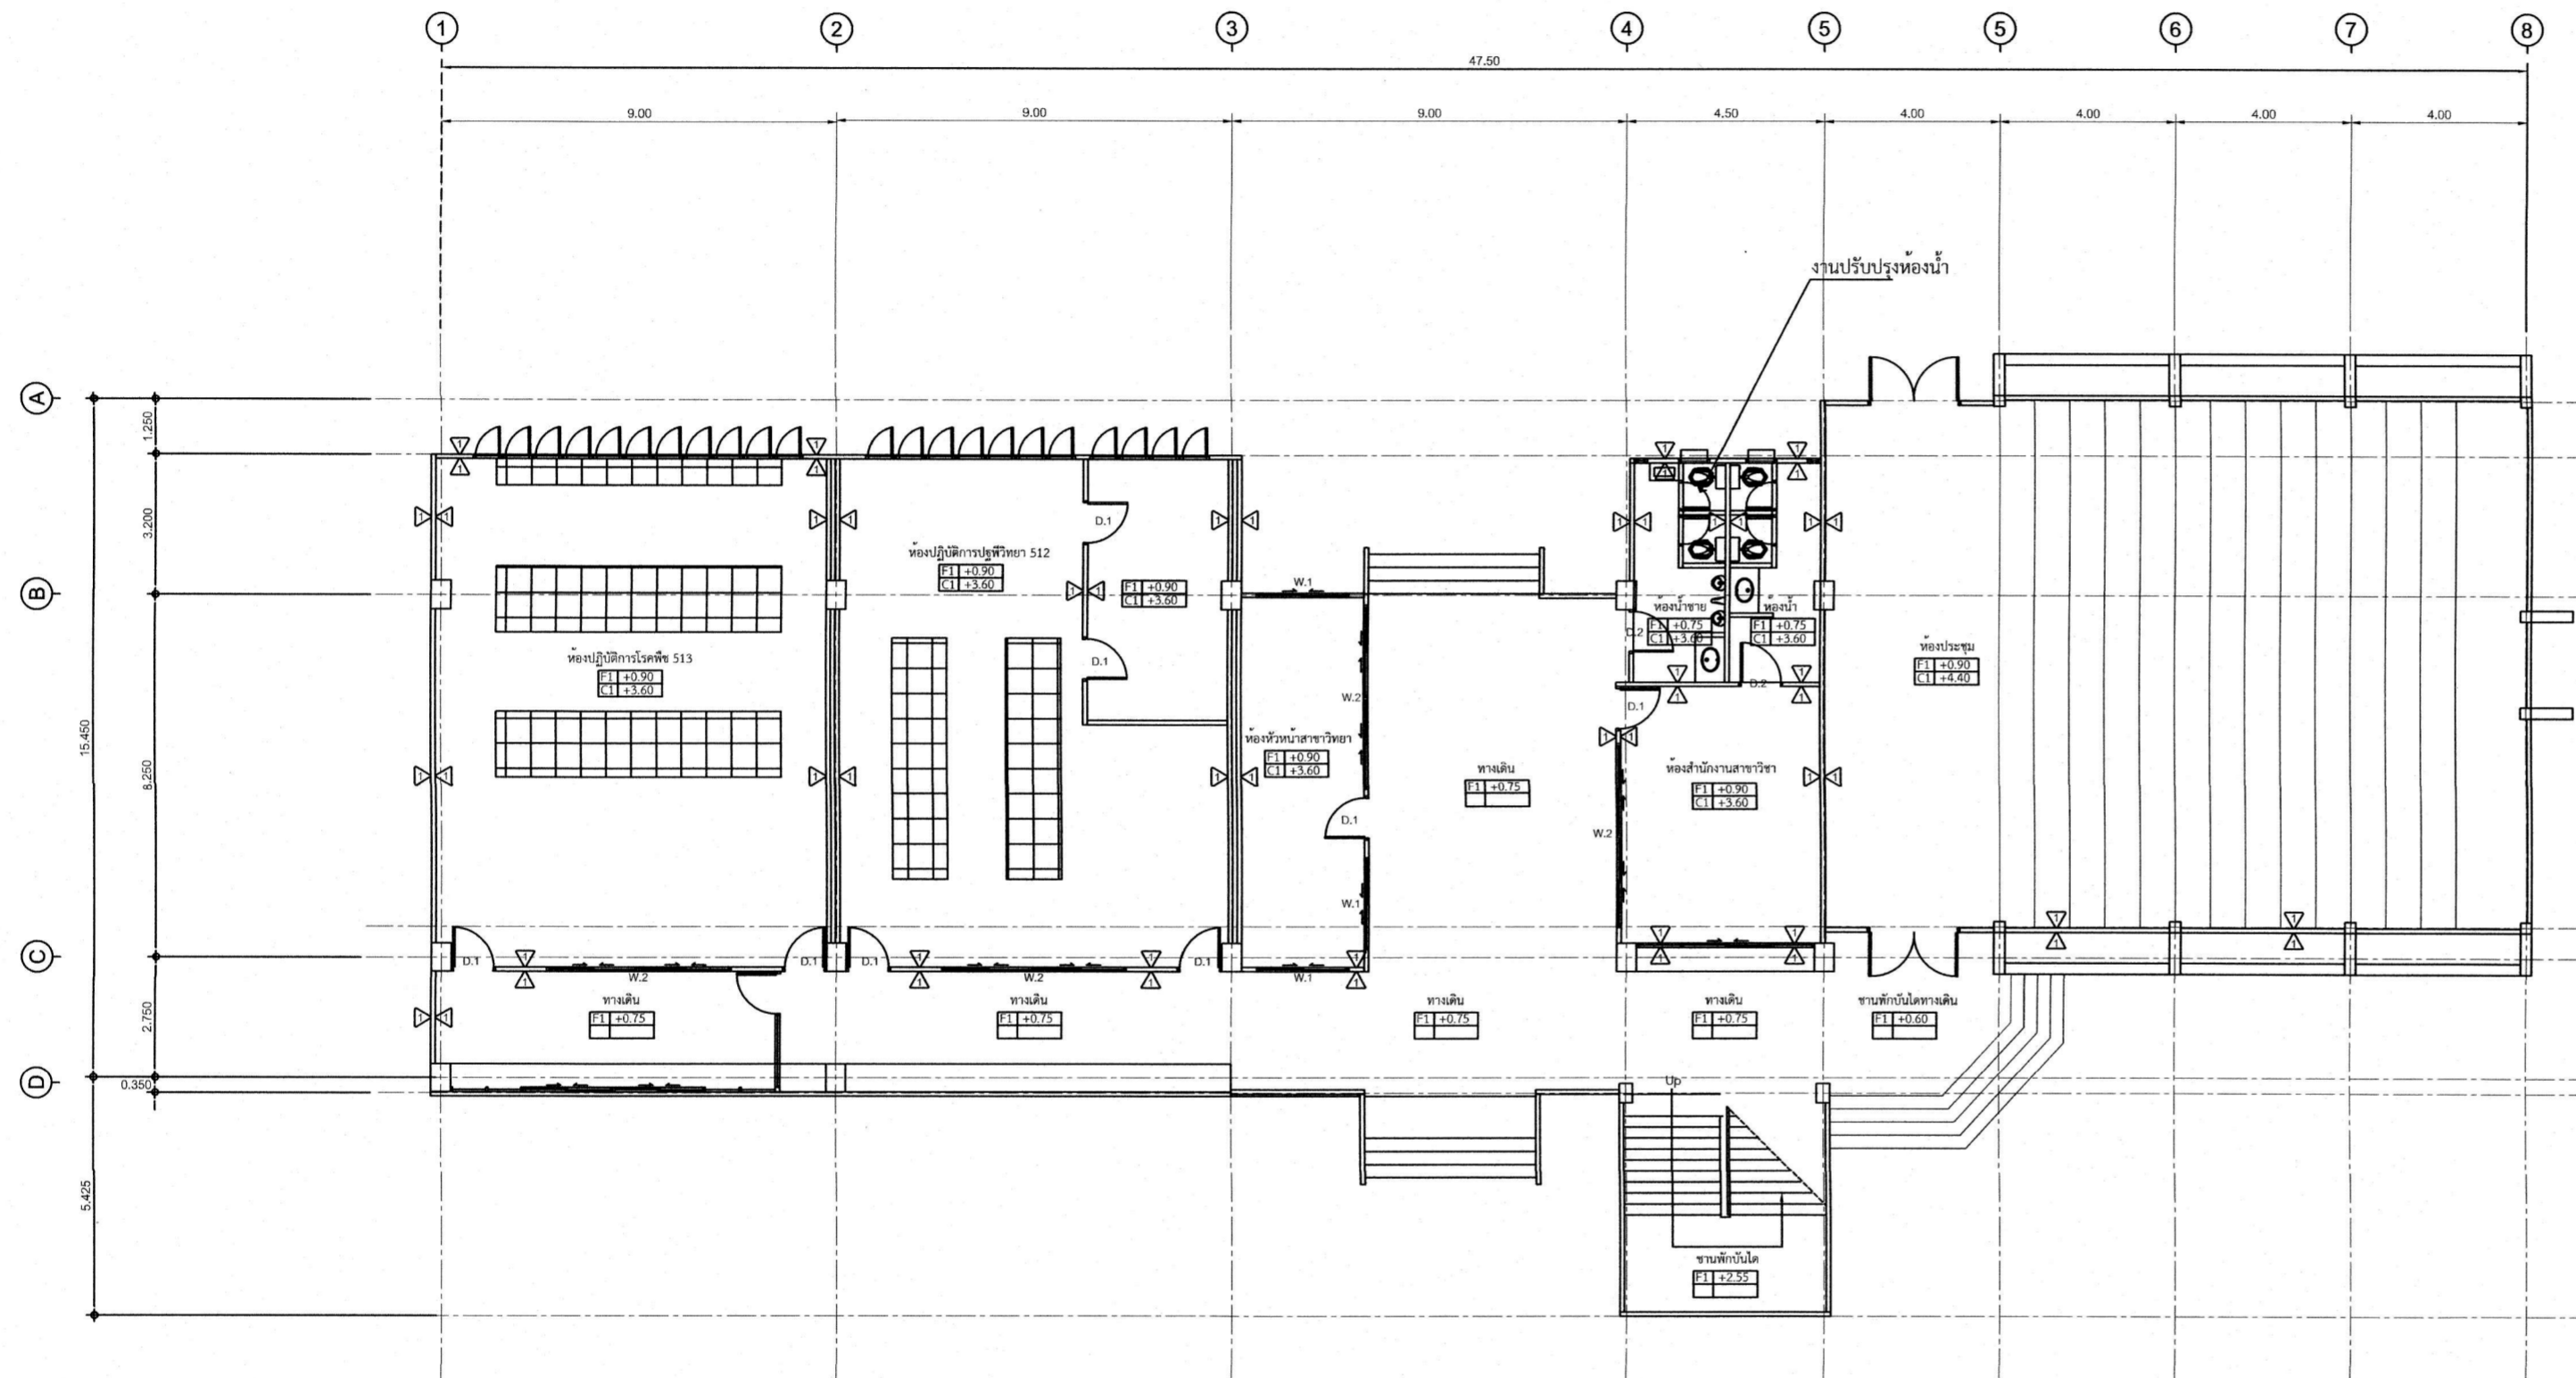 1 2 3 4 5 5 6 7 8
47.50
9.00 9.00 9.00 4.50 4.00 4.00 4.00 4.00
งานปรับปรุงห้องน้ำ
A
1.250
3.200
B
15.450
8.250
C
2.750
D
0.350
5.425
ห้องปฏิบัติการโรคพืช 513
F1 +0.90
C1 +3.60
ห้องปฏิบัติการปฐพีวิทยา 512
F1 +0.90
C1 +3.60
D.1
F1 +0.90
C1 +3.60
D.1
W.1
W.2
ห้องหัวหน้าสาขาวิทยา
F1 +0.90
C1 +3.60
D.1
W.1
ทางเดิน
F1 +0.75
ห้องน้ำชาย
F1 +0.75
C1 +3.60
D.2
ห้องน้ำ
F1 +0.75
C1 +3.60
D.2
D.1
W.2
ห้องสำนักงานสาขาวิชา
F1 +0.90
C1 +3.60
ห้องประชุม
F1 +0.90
C1 +4.40
D.1 W.2 D.1 D.1 W.2 D.1 W.1
ทางเดิน
F1 +0.75
ทางเดิน
F1 +0.75
ทางเดิน
F1 +0.75
ทางเดิน
F1 +0.75
ชานพักบันไดทางเดิน
F1 +0.60
Up
ชานพักบันได
F1 +2.55